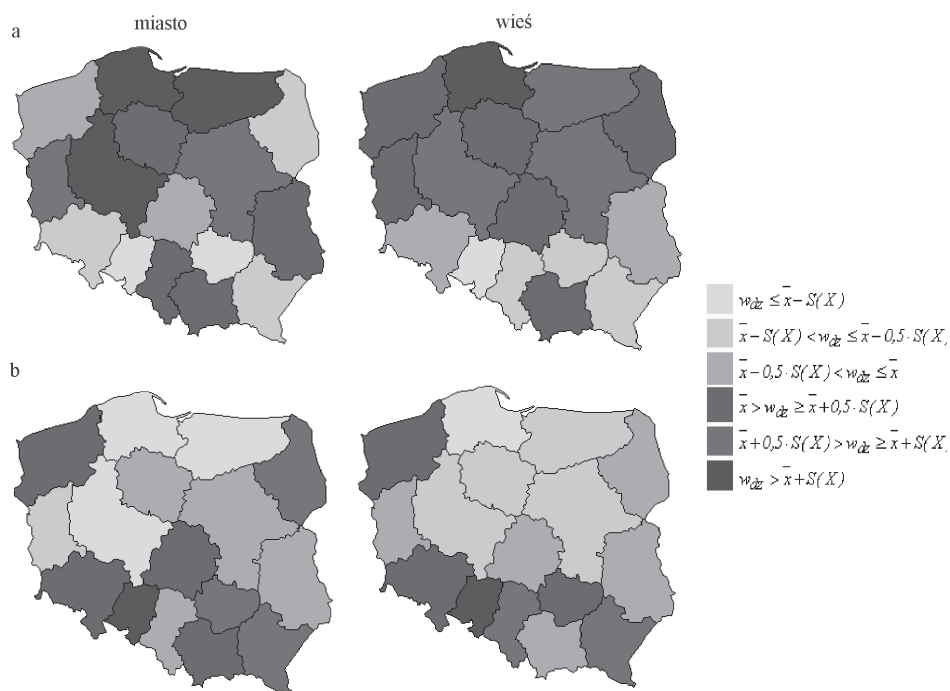 miasto
wieś
a
b
w_dz ≤ x̄ − S(X)
x̄ − S(X) < w_dz ≤ x̄ − 0,5 · S(X)
x̄ − 0,5 · S(X) < w_dz ≤ x̄
x̄ > w_dz ≥ x̄ + 0,5 · S(X)
x̄ + 0,5 · S(X) > w_dz ≥ x̄ + S(X)
w_dz > x̄ + S(X)